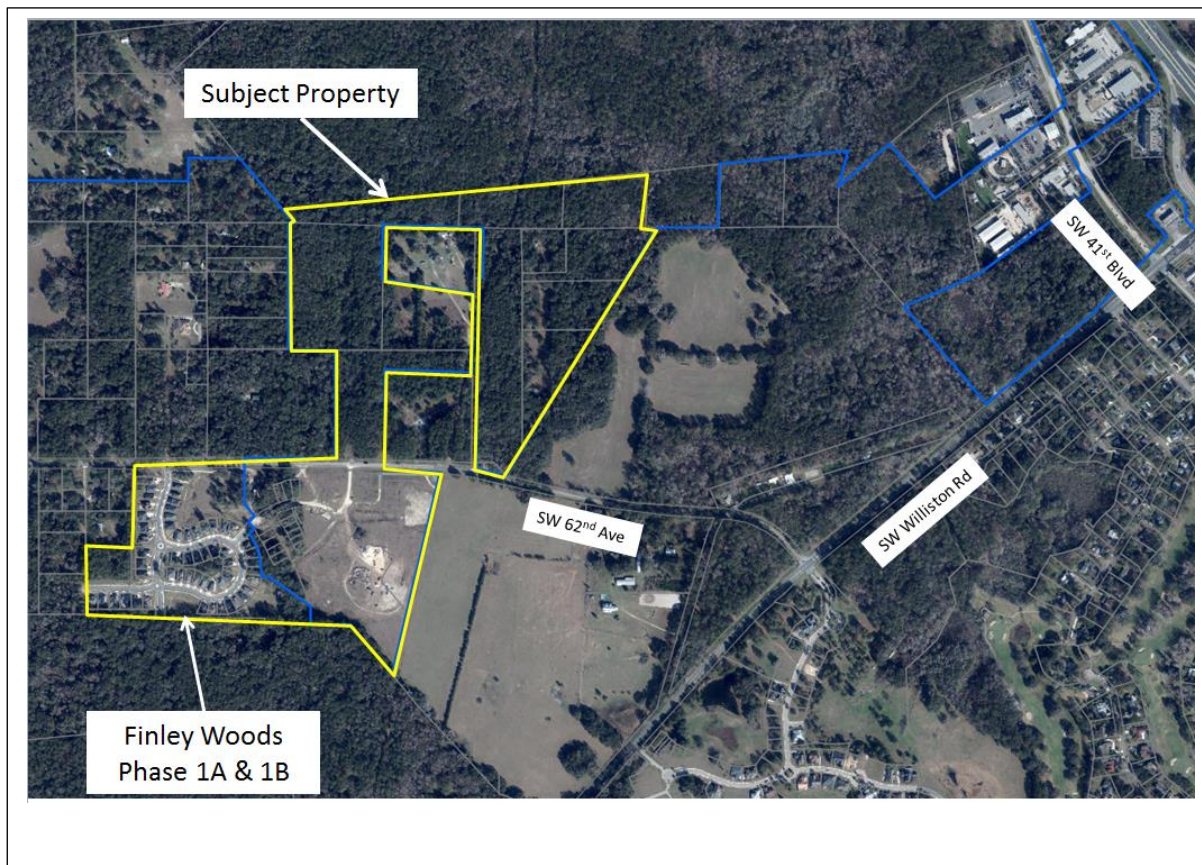 Subject Property
SW 41st Blvd
SW 62nd Ave
SW Williston Rd
Finley Woods
Phase 1A & 1B